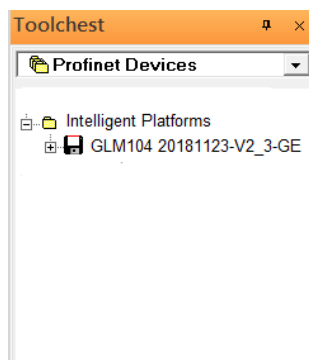 Toolchest
Profinet Devices
Intelligent Platforms
GLM104 20181123-V2_3-GE